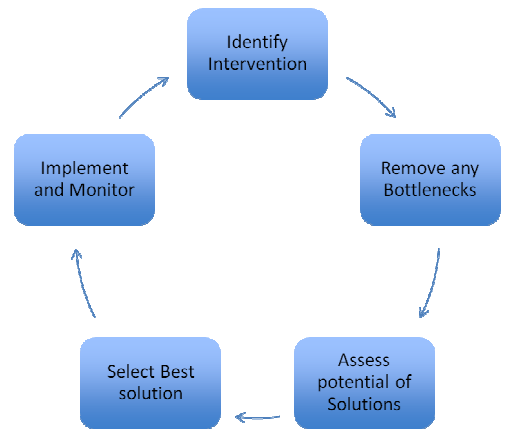 Identify
Intervention
Remove any
Bottlenecks
Assess
potential of
Solutions
Select Best
solution
Implement
and Monitor